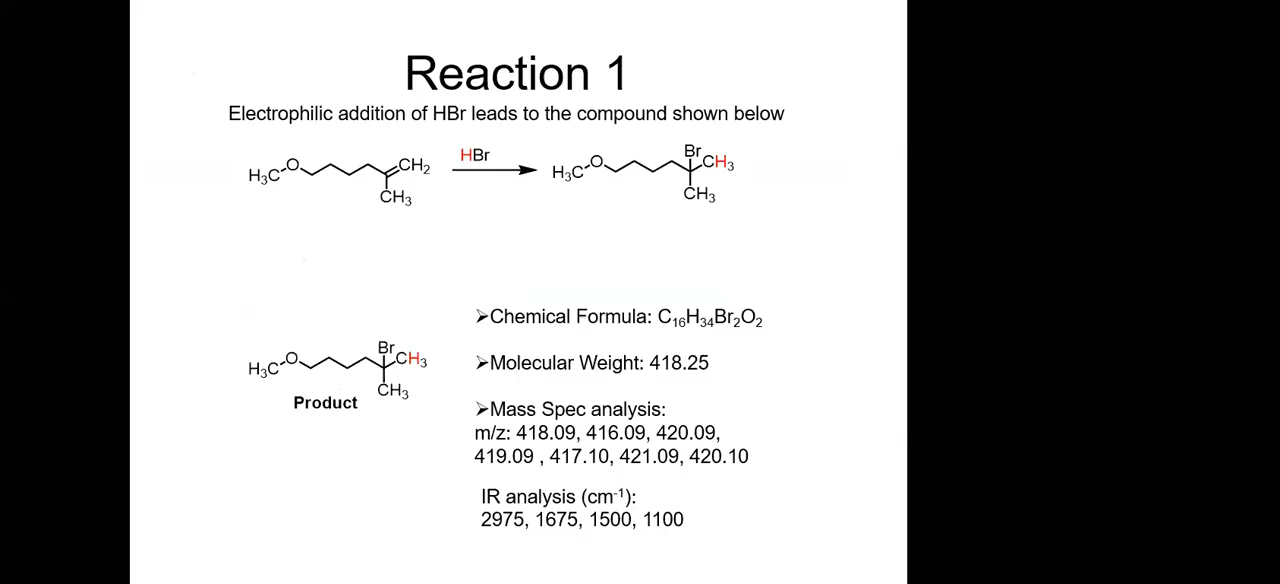 Reaction 1
Electrophilic addition of HBr leads to the compound shown below
H₃C O CH₂ CH₃ HBr H₃C O Br CH₃ CH₃
➢Chemical Formula: C₁₆H₃₄Br₂O₂
H₃C O Br CH₃ CH₃
➢Molecular Weight: 418.25
Product
➢Mass Spec analysis:
m/z: 418.09, 416.09, 420.09,
419.09 , 417.10, 421.09, 420.10
IR analysis (cm⁻¹):
2975, 1675, 1500, 1100